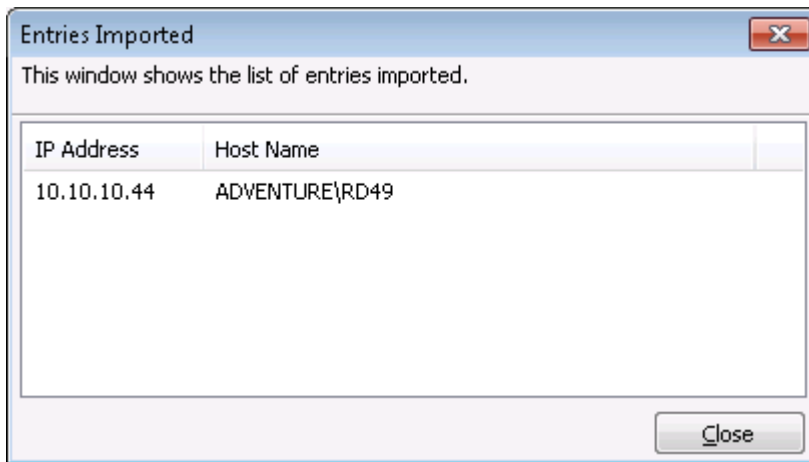 Entries Imported
This window shows the list of entries imported.
IP Address Host Name
10.10.10.44 ADVENTURE\RD49
Close